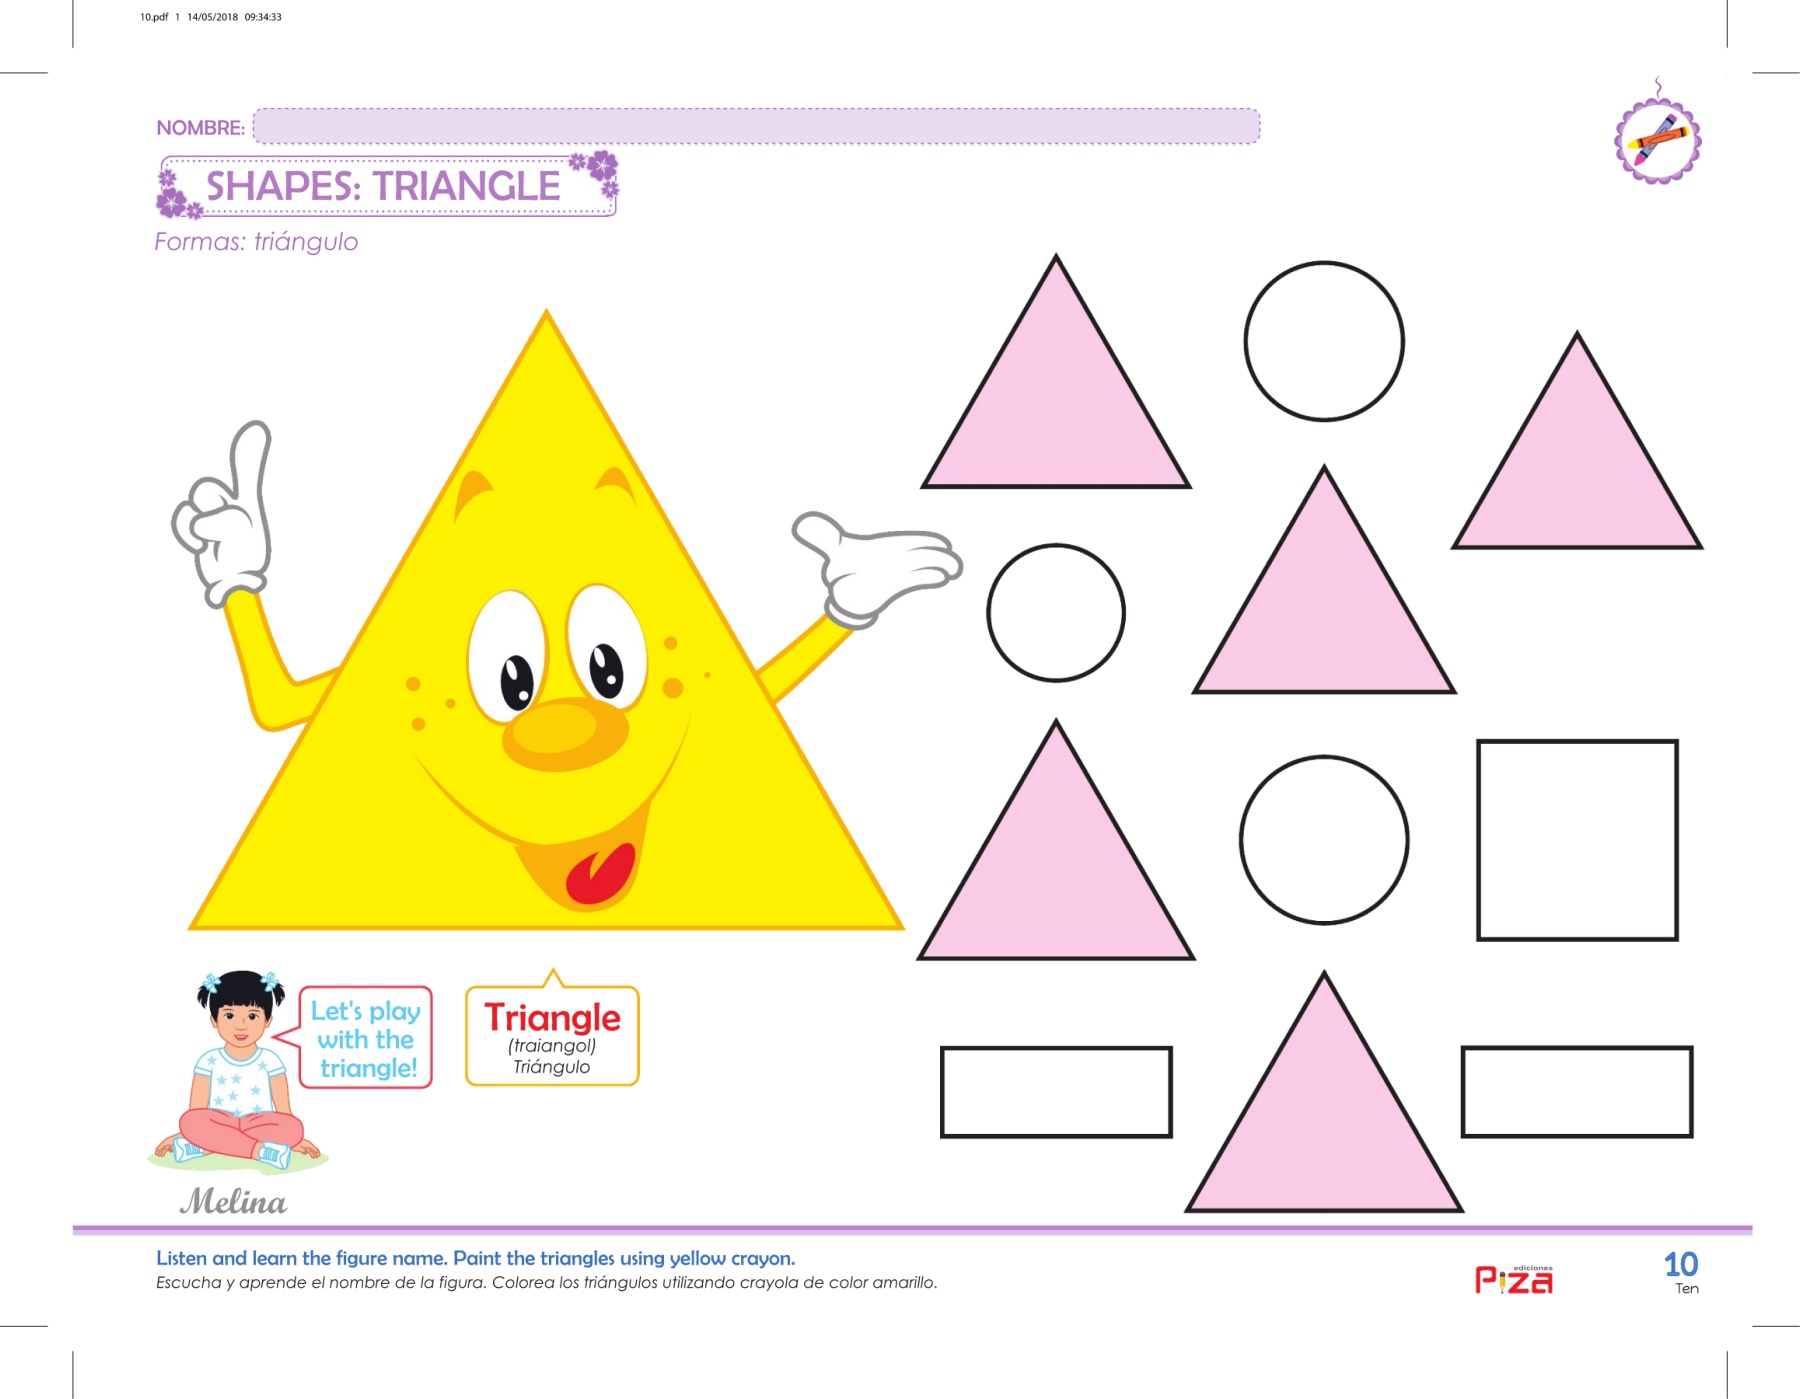 10.pdf 1 14/05/2018 09:34:33
NOMBRE:
SHAPES: TRIANGLE
Formas: triángulo
Let's play
with the
triangle!
Triangle
(traiangol)
Triángulo
Melina
Listen and learn the figure name. Paint the triangles using yellow crayon.
Escucha y aprende el nombre de la figura. Colorea los triángulos utilizando crayola de color amarillo.
ediciones
Piza
10
Ten